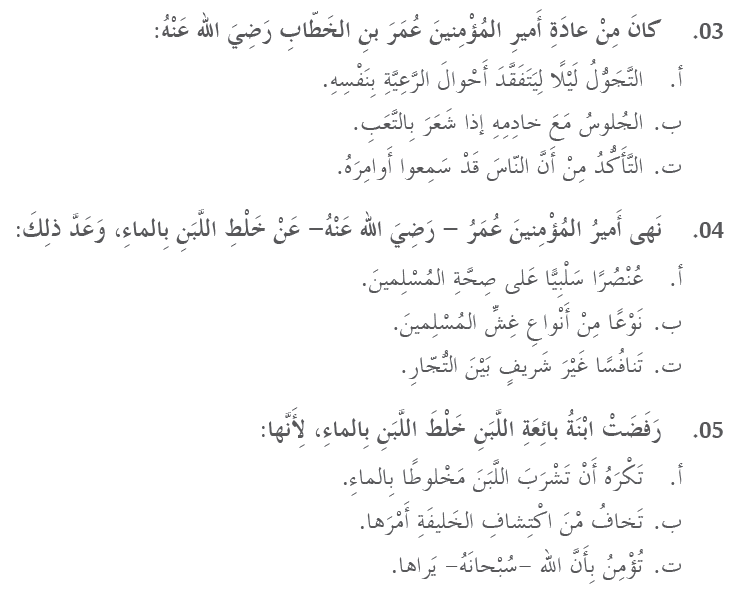 03. كانَ مِنْ عادَةِ أَميرِ المُؤْمِنينَ عُمَرَ بنِ الخَطّابِ رَضِيَ الله عَنْهُ:
أ. التَّجَوُّلُ لَيْلًا لِيَتَفَقَّدَ أَحْوالَ الرَّعِيَّةِ بِنَفْسِهِ.
ب. الجُلوسُ مَعَ خادِمِهِ إذا شَعَرَ بِالتَّعَبِ.
ت. التَّأَكُّدُ مِنْ أَنَّ النّاسَ قَدْ سَمِعوا أَوامِرَهُ.
04. نَهى أَميرُ المُؤْمِنينَ عُمَرُ – رَضِيَ الله عَنْهُ– عَنْ خَلْطِ اللَّبَنِ بِالماءِ، وَعَدَّ ذلِكَ:
أ. عُنْصُرًا سَلْبِيًّا عَلى صِحَّةِ المُسْلِمينَ.
ب. نَوْعًا مِنْ أَنْواعِ غِشِّ المُسْلِمينَ.
ت. تَنافُسًا غَيْرَ شَريفٍ بَيْنَ التُّجّارِ.
05. رَفَضَتْ ابْنَةُ بائِعَةِ اللَّبَنِ خَلْطَ اللَّبَنِ بِالماءِ، لِأَنَّها:
أ. تَكْرَهُ أَنْ تَشْرَبَ اللَّبَنَ مَخْلوطًا بِالماءِ.
ب. تَخافُ مْنَ اكْتِشافِ الخَليفَةِ أَمْرَها.
ت. تُؤْمِنُ بِأَنَّ الله –سُبْحانَهُ– يَراها.